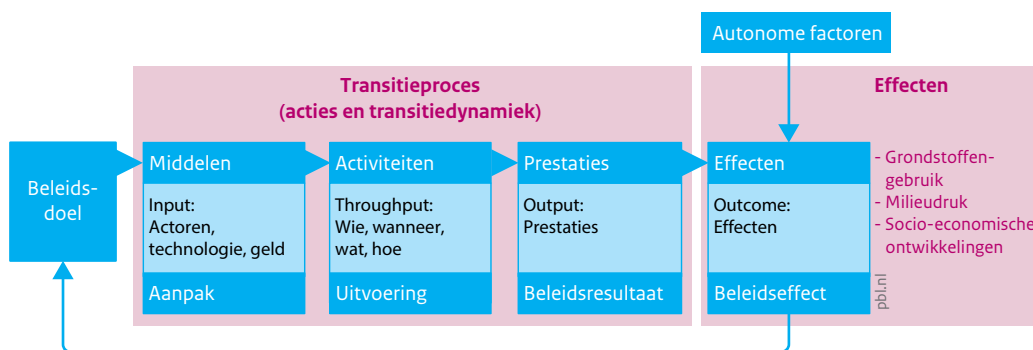 Autonome factoren
Transitieproces
(acties en transitiedynamiek)
Effecten
Beleids-
doel
Middelen
Input:
Actoren,
technologie, geld
Aanpak
Activiteiten
Throughput:
Wie, wanneer,
wat, hoe
Uitvoering
Prestaties
Output:
Prestaties
Beleidsresultaat
Effecten
Outcome:
Effecten
Beleidseffect
- Grondstoffen-
gebruik
- Milieudruk
- Socio-economische
ontwikkelingen
pbl.nl